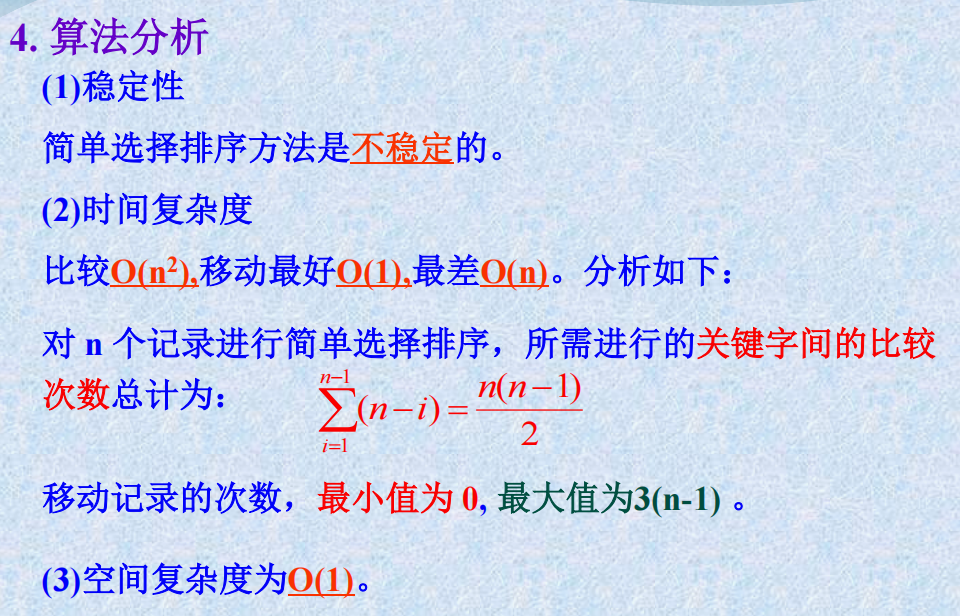 4. 算法分析
(1)稳定性
简单选择排序方法是不稳定的。
(2)时间复杂度
比较O(n²),移动最好O(1),最差O(n)。分析如下：
对 n 个记录进行简单选择排序，所需进行的关键字间的比较
次数总计为： \sum_{i=1}^{n-1}(n-i)=\frac{n(n-1)}{2}
移动记录的次数，最小值为 0, 最大值为3(n-1) 。
(3)空间复杂度为O(1)。